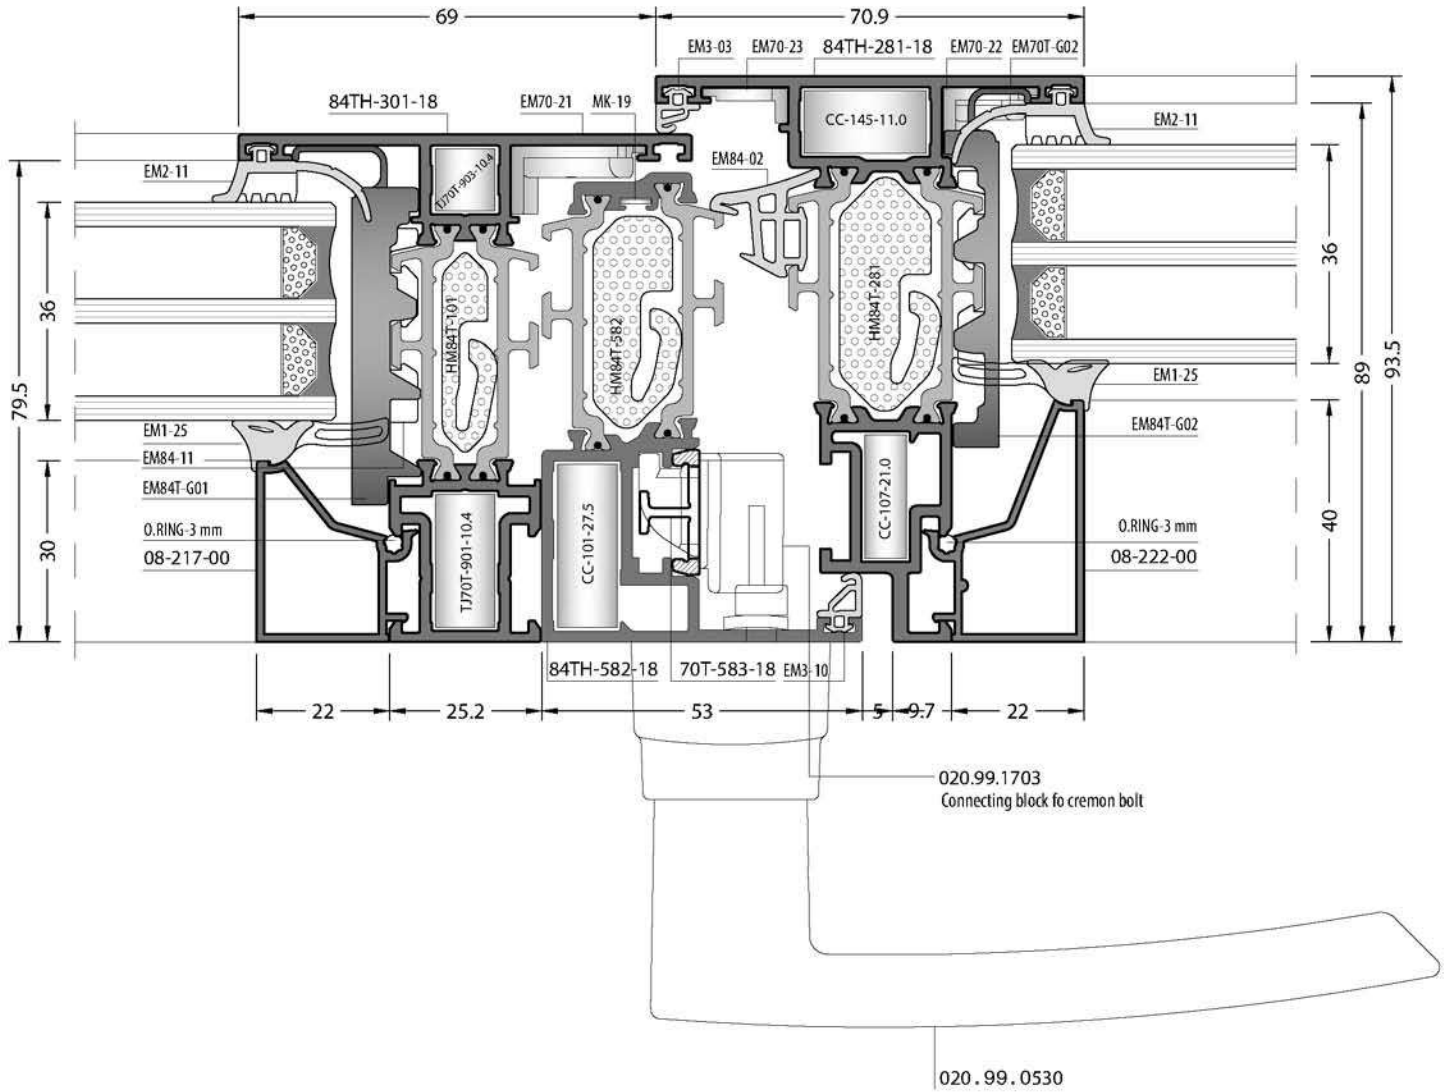 69
70.9
EM3-03
EM70-23
84TH-281-18
EM70-22
EM70T-G02
84TH-301-18
EM70-21
MK-19
CC-145-11.0
EM2-11
EM2-11
TJ70T-903-10.4
EM84-02
36
79.5
36
HM84T-101
HM84T-582
HM84T-281
36
89
93.5
EM1-25
EM1-25
EM84T-G02
EM84-11
EM84T-G01
O.RING-3 mm
08-217-00
30
TJ70T-901-10.4
CC-101-27.5
CC-107-21.0
O.RING-3 mm
08-222-00
40
84TH-582-18
70T-583-18
EM3-10
22
25.2
53
5
9.7
22
020.99.1703
Connecting block fo cremon bolt
020.99.0530